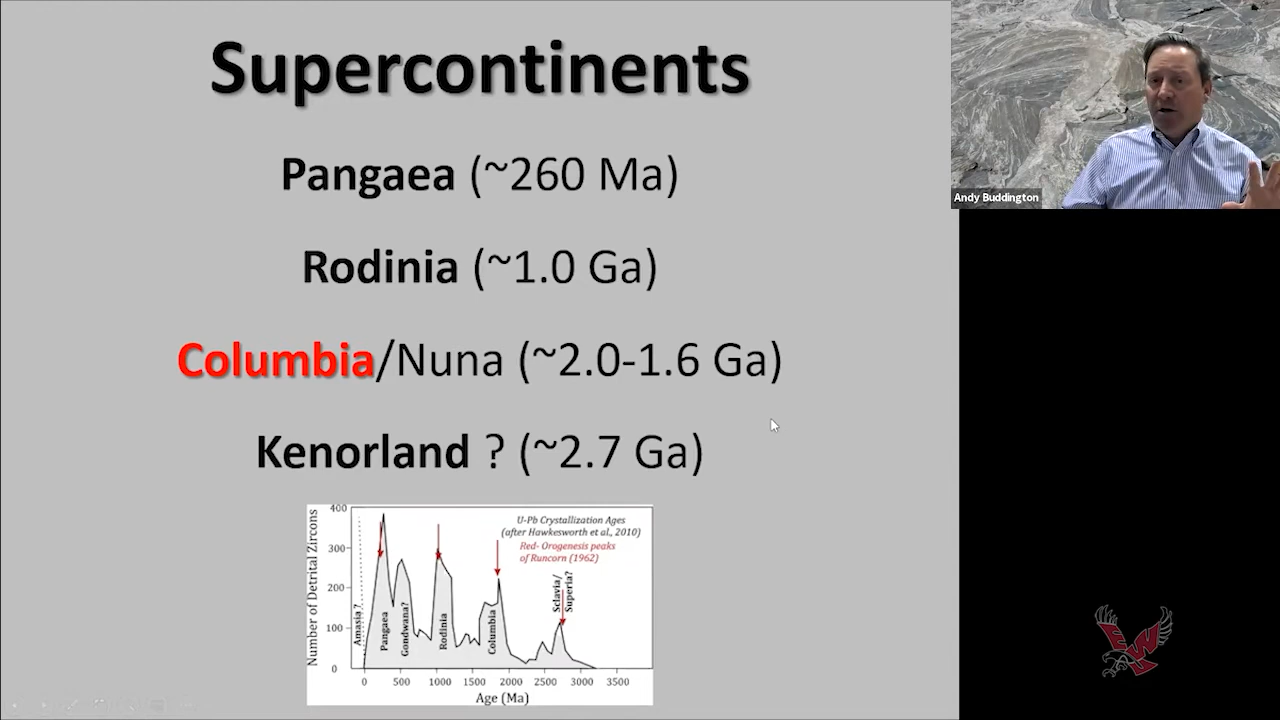 Supercontinents
Pangaea (~260 Ma)
Rodinia (~1.0 Ga)
Columbia/Nuna (~2.0-1.6 Ga)
Kenorland ? (~2.7 Ga)
Andy Buddington
U-Pb Crystallization Ages
(after Hawkesworth et al., 2010)
Red- Orogenesis peaks
of Runcorn (1962)
Number of Detrital Zircons
400
300
200
100
0
Amasia ?
Pangaea
Gondwana?
Rodinia
Columbia
Sclavia/
Superia?
0 500 1000 1500 2000 2500 3000 3500
Age (Ma)
EWU